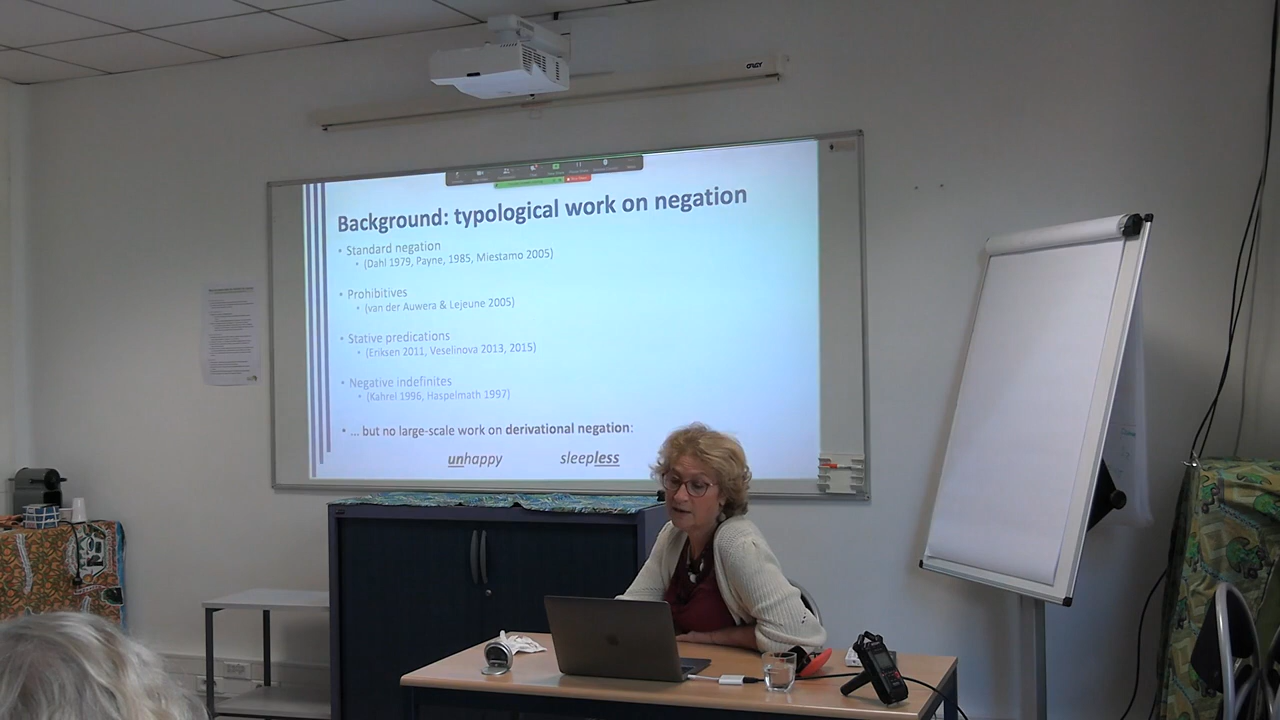 Background: typological work on negation
• Standard negation
• (Dahl 1979, Payne, 1985, Miestamo 2005)
• Prohibitives
• (van der Auwera & Lejeune 2005)
• Stative predications
• (Eriksen 2011, Veselinova 2013, 2015)
• Negative indefinites
• (Kahrel 1996, Haspelmath 1997)
• ... but no large-scale work on derivational negation:
unhappy sleepless